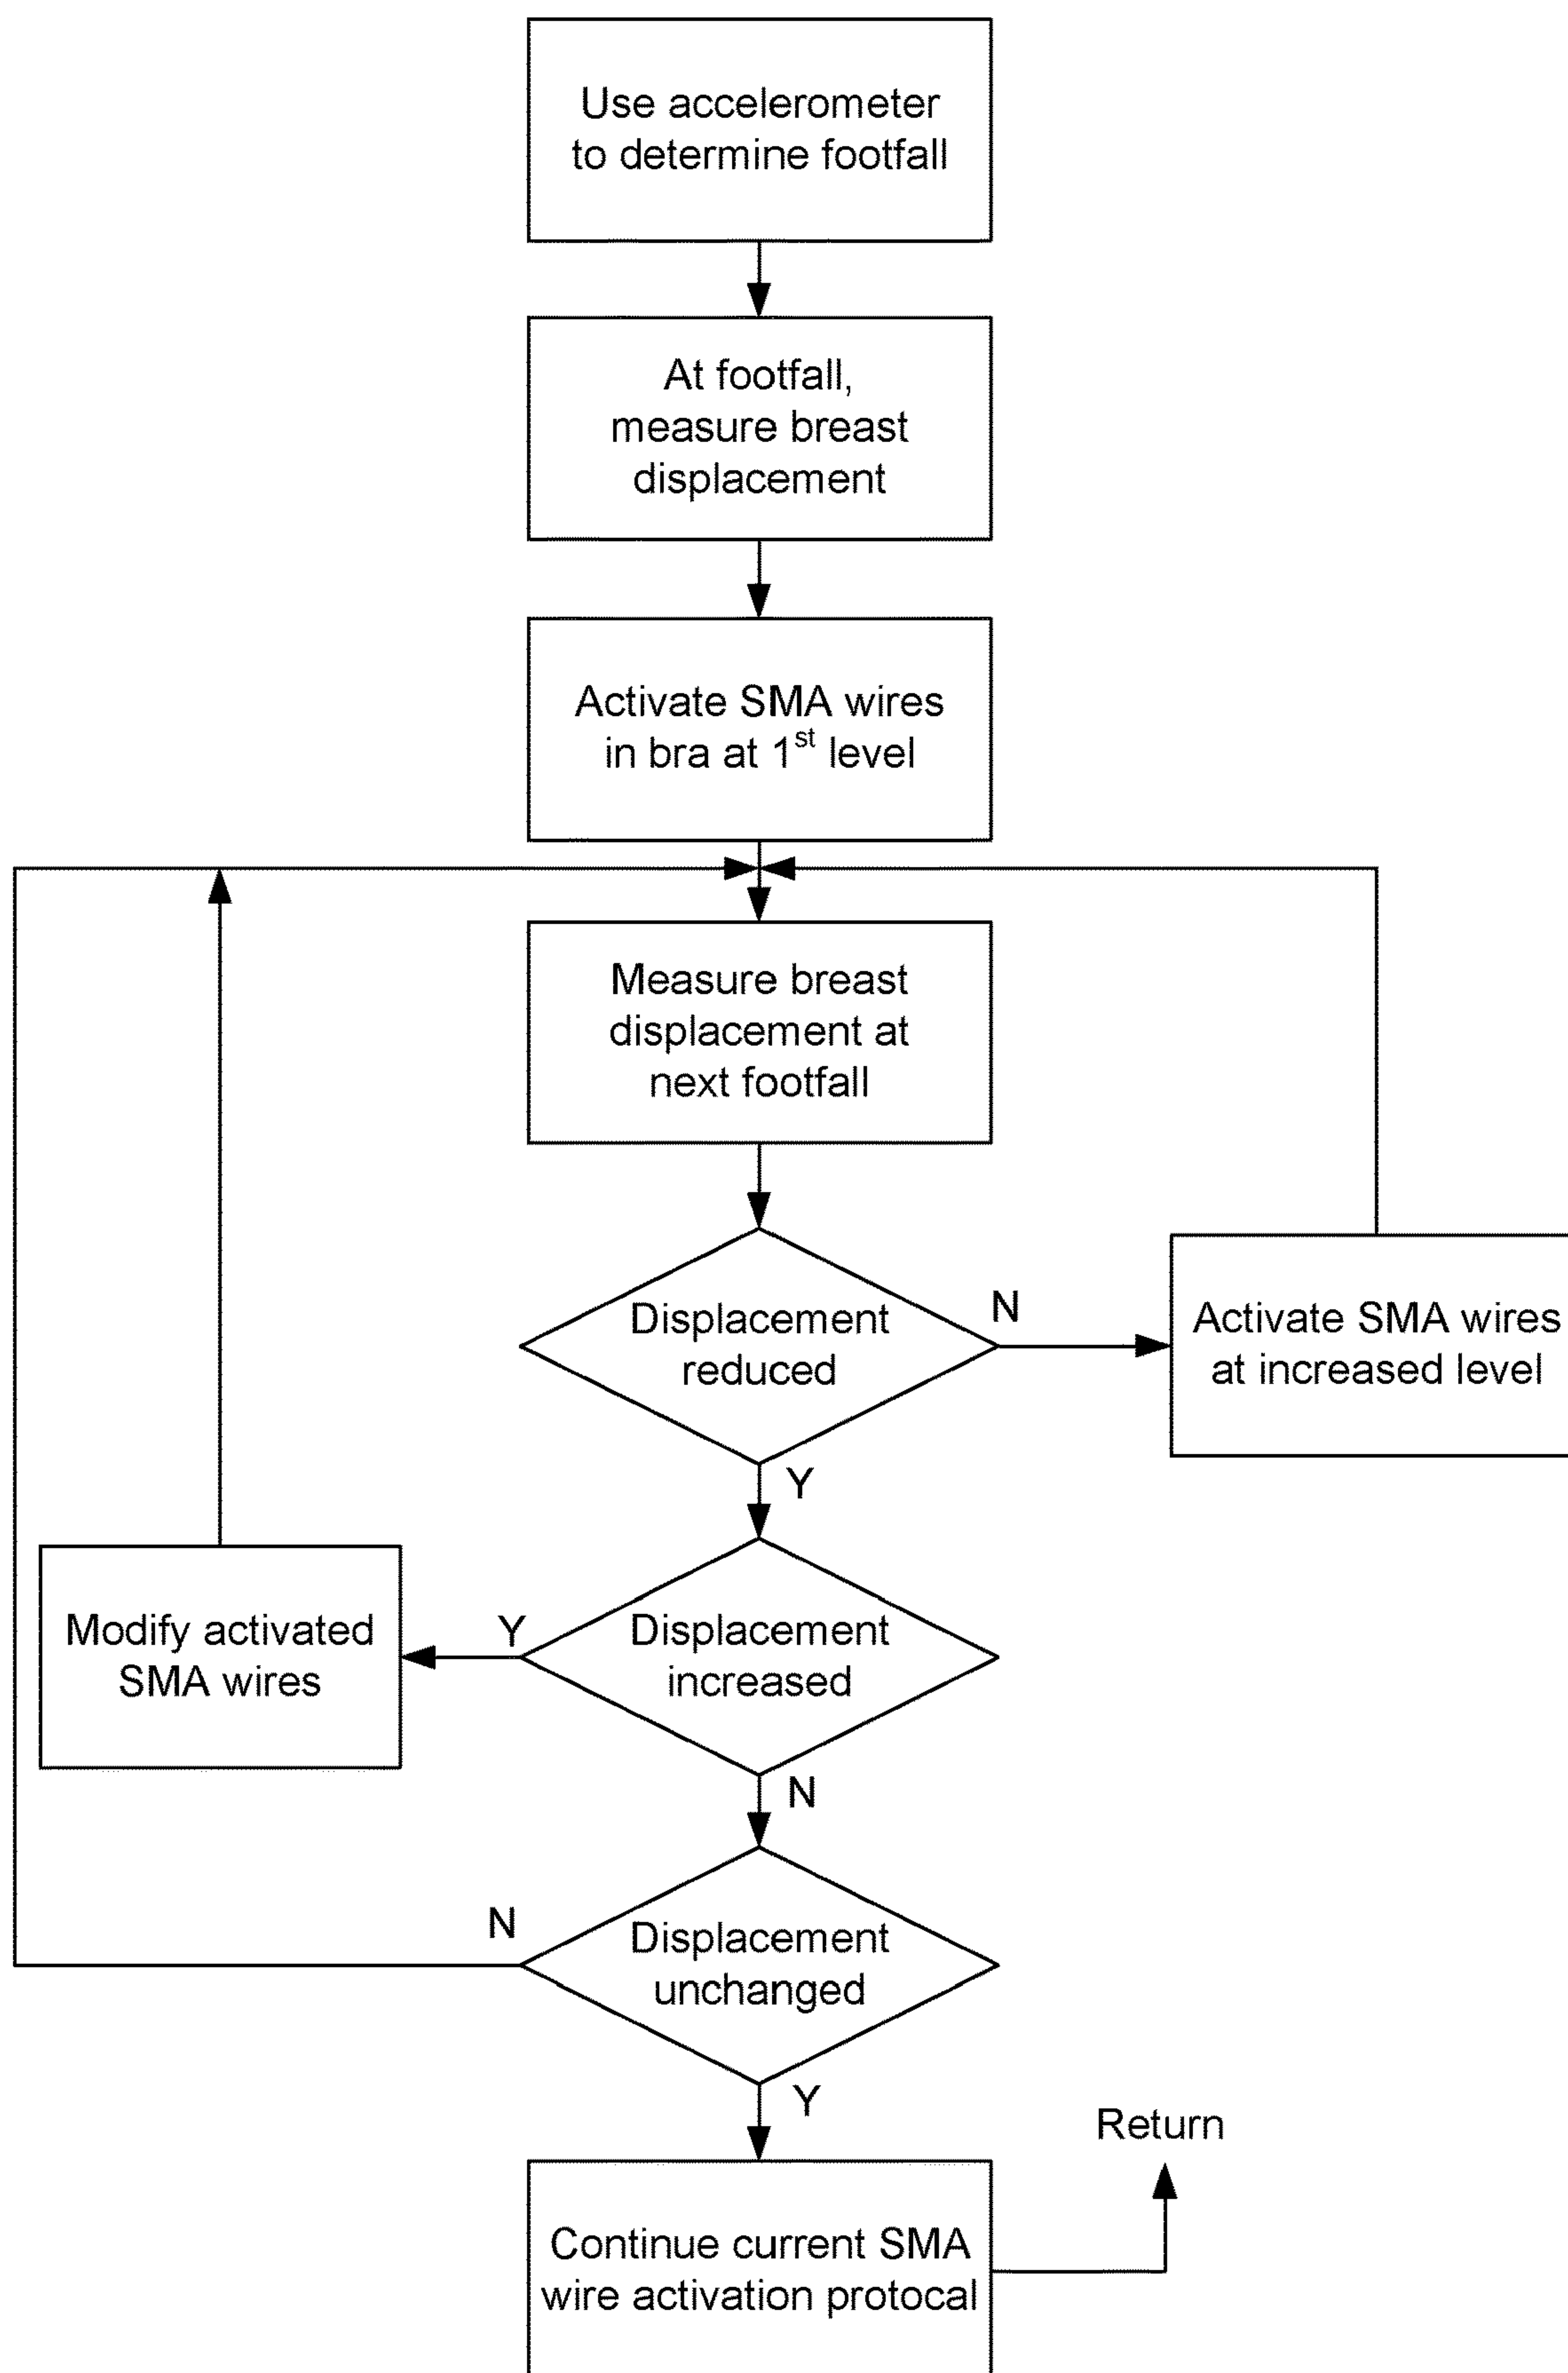 Use accelerometer
to determine footfall
At footfall,
measure breast
displacement
Activate SMA wires
in bra at 1st level
Measure breast
displacement at
next footfall
Displacement
reduced
N
Activate SMA wires
at increased level
Y
Displacement
increased
Y
Modify activated
SMA wires
N
Displacement
unchanged
N
Y
Return
Continue current SMA
wire activation protocal